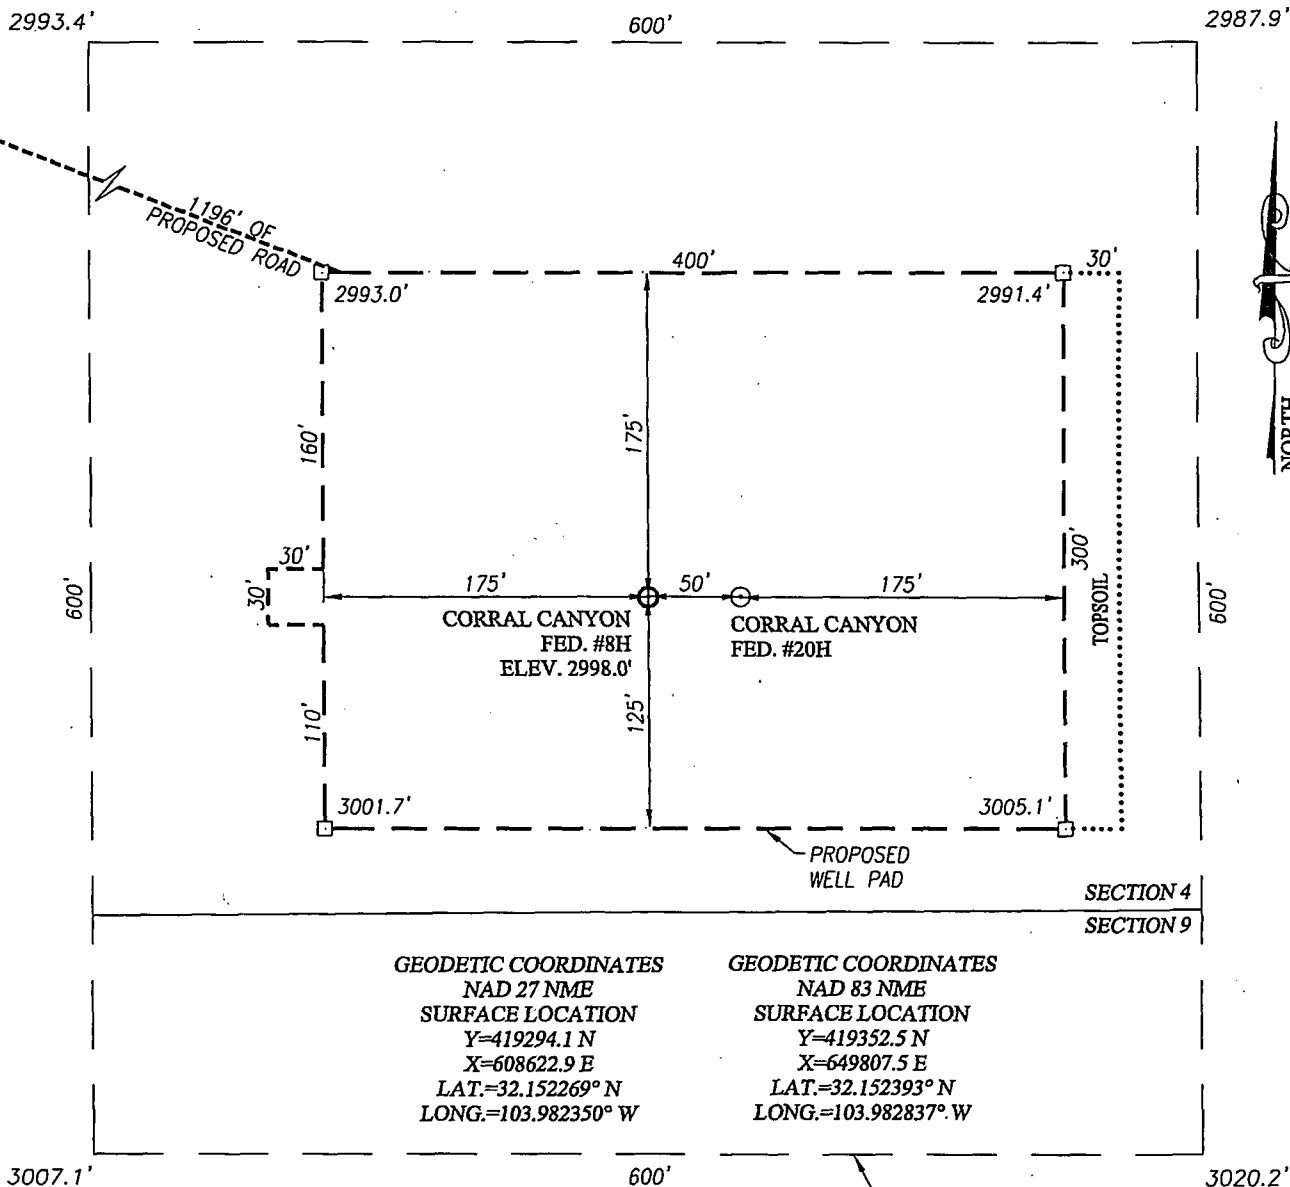 2993.4'
600'
2987.9'
1196' OF
PROPOSED ROAD
400'
30'
2993.0'
2991.4'
160'
175'
NORTH
30'
30'
175'
50'
175'
300'
TOPSOIL
600'
600'
CORRAL CANYON
FED. #8H
ELEV. 2998.0'
CORRAL CANYON
FED. #20H
110'
125'
3001.7'
3005.1'
PROPOSED
WELL PAD
SECTION 4
SECTION 9
GEODETIC COORDINATES
NAD 27 NME
SURFACE LOCATION
Y=419294.1 N
X=608622.9 E
LAT.=32.152269° N
LONG.=103.982350° W
GEODETIC COORDINATES
NAD 83 NME
SURFACE LOCATION
Y=419352.5 N
X=649807.5 E
LAT.=32.152393° N
LONG.=103.982837° W
3007.1'
600'
3020.2'